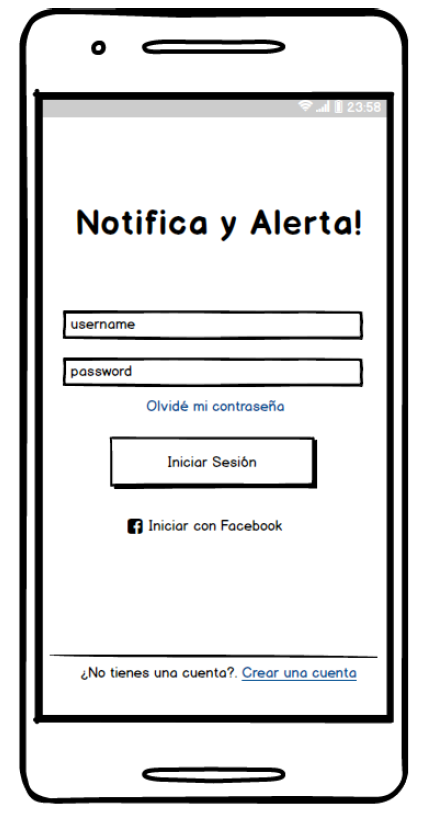 23:58
Notifica y Alerta!
username
password
Olvidé mi contraseña
Iniciar Sesión
Iniciar con Facebook
¿No tienes una cuenta?. Crear una cuenta